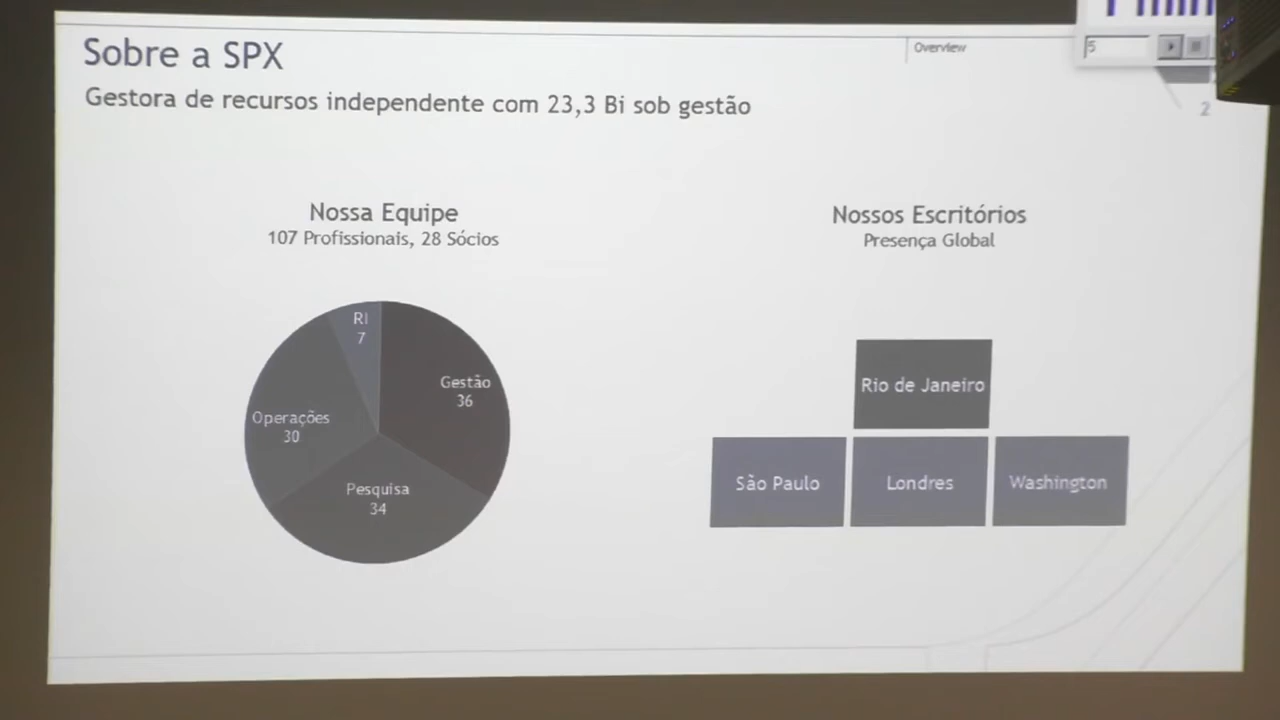 Sobre a SPX
Overview
5
Gestora de recursos independente com 23,3 Bi sob gestão
2
Nossa Equipe
107 Profissionais, 28 Sócios
RI
7
Gestão
36
Operações
30
Pesquisa
34
Nossos Escritórios
Presença Global
Rio de Janeiro
São Paulo
Londres
Washington